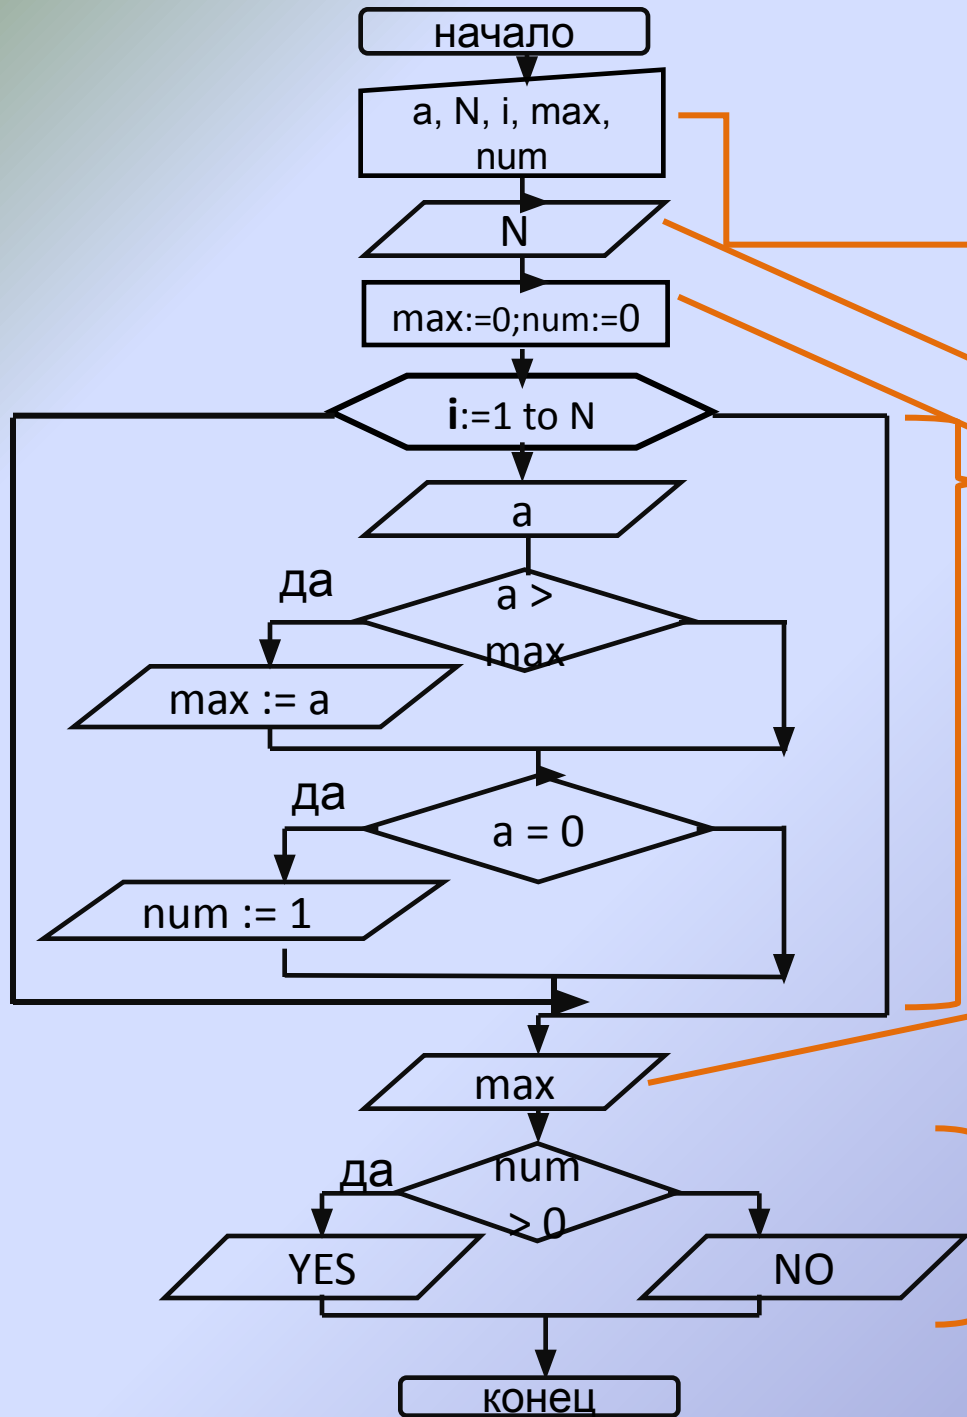 начало
a, N, i, max,
num
N
max:=0;num:=0
i:=1 to N
a
да
a >
max
max := a
да
a = 0
num := 1
max
да
num
> 0
YES
NO
конец